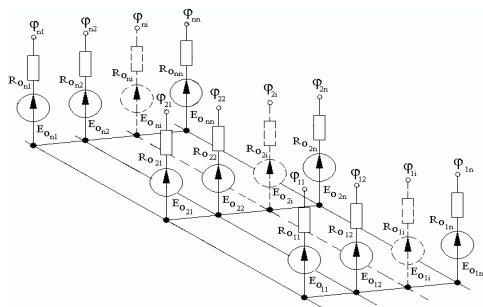 φn1 φn2 φni φnn
Ron1 Ron2 Roni Ronn
Eon1 Eon2 Eoni Eonn
φ21 φ22 φ2i φ2n
Ro21 Ro22 Ro2i Ro2n
Eo21 Eo22 Eo2i Eo2n
φ11 φ12 φ1i φ1n
Ro11 Ro12 Ro1i Ro1n
Eo11 Eo12 Eo1i Eo1n